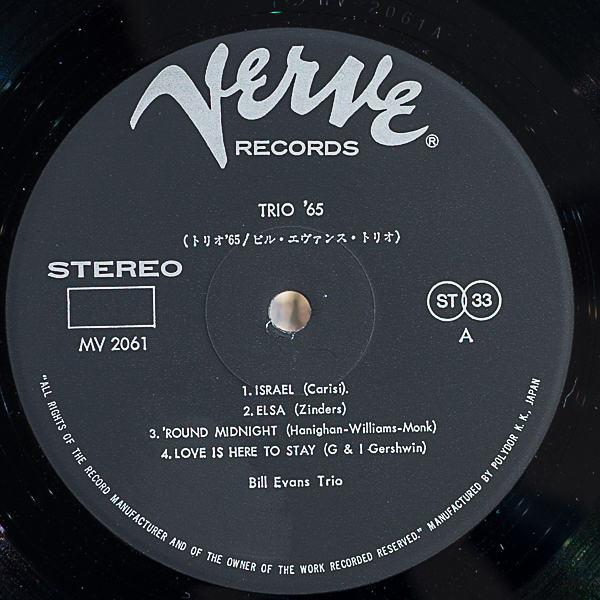 MV 2061A
VERVE
RECORDS
®
TRIO '65
(トリオ'65/ビル・エヴァンス・トリオ)
STEREO
MV 2061
ST 33
A
1. ISRAEL (Carisi).
2. ELSA (Zinders)
3. 'ROUND MIDNIGHT (Hanighan-Williams-Monk)
4. LOVE IS HERE TO STAY (G & I Gershwin)
Bill Evans Trio
"ALL RIGHTS OF THE RECORD MANUFACTURER AND OF THE OWNER OF THE WORK RECORDED RESERVED." MANUFACTURED BY POLYDOR K. K., JAPAN